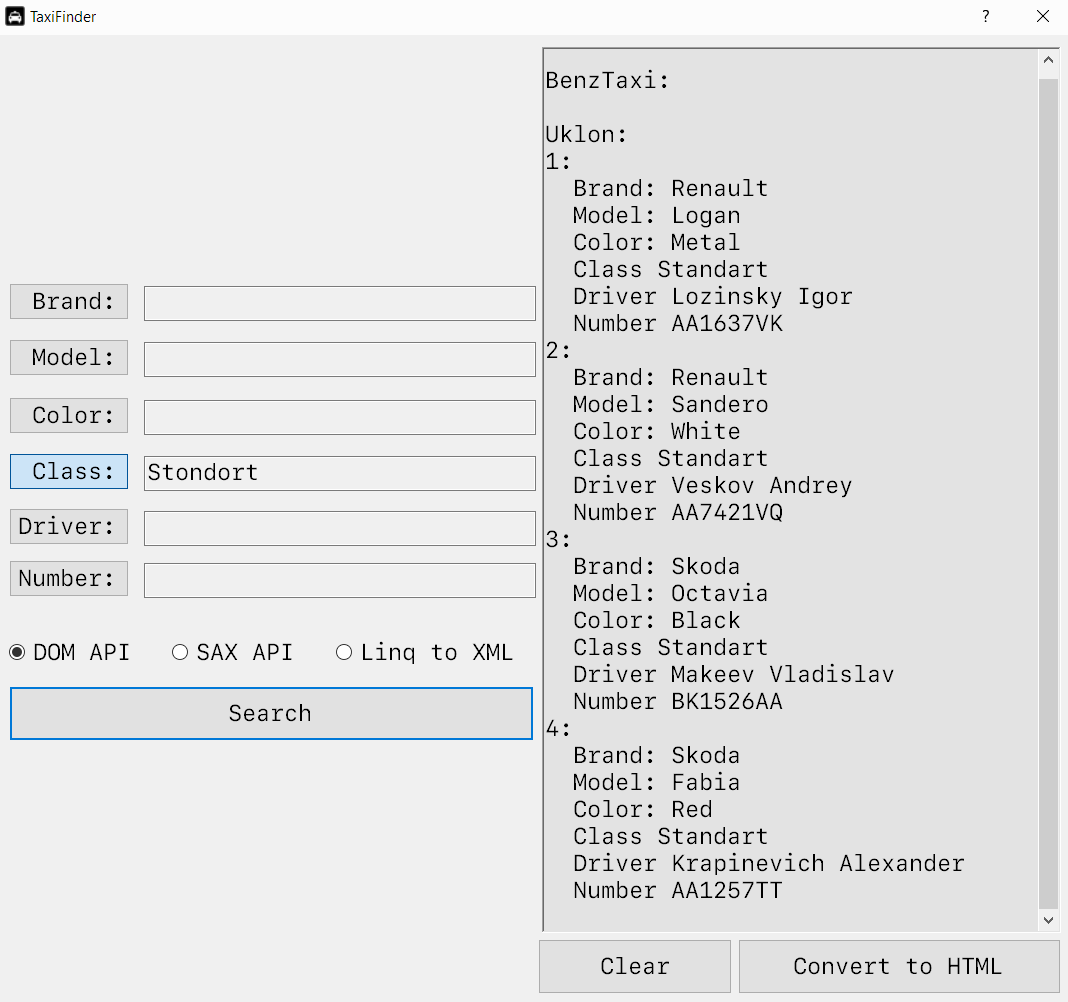 TaxiFinder
?
Brand:
Model:
Color:
Class:
Stondort
Driver:
Number:
DOM API
SAX API
Linq to XML
Search
BenzTaxi:
Uklon:
1:
Brand: Renault
Model: Logan
Color: Metal
Class Standart
Driver Lozinsky Igor
Number AA1637VK
2:
Brand: Renault
Model: Sandero
Color: White
Class Standart
Driver Veskov Andrey
Number AA7421VQ
3:
Brand: Skoda
Model: Octavia
Color: Black
Class Standart
Driver Makeev Vladislav
Number BK1526AA
4:
Brand: Skoda
Model: Fabia
Color: Red
Class Standart
Driver Krapinevich Alexander
Number AA1257TT
Clear
Convert to HTML